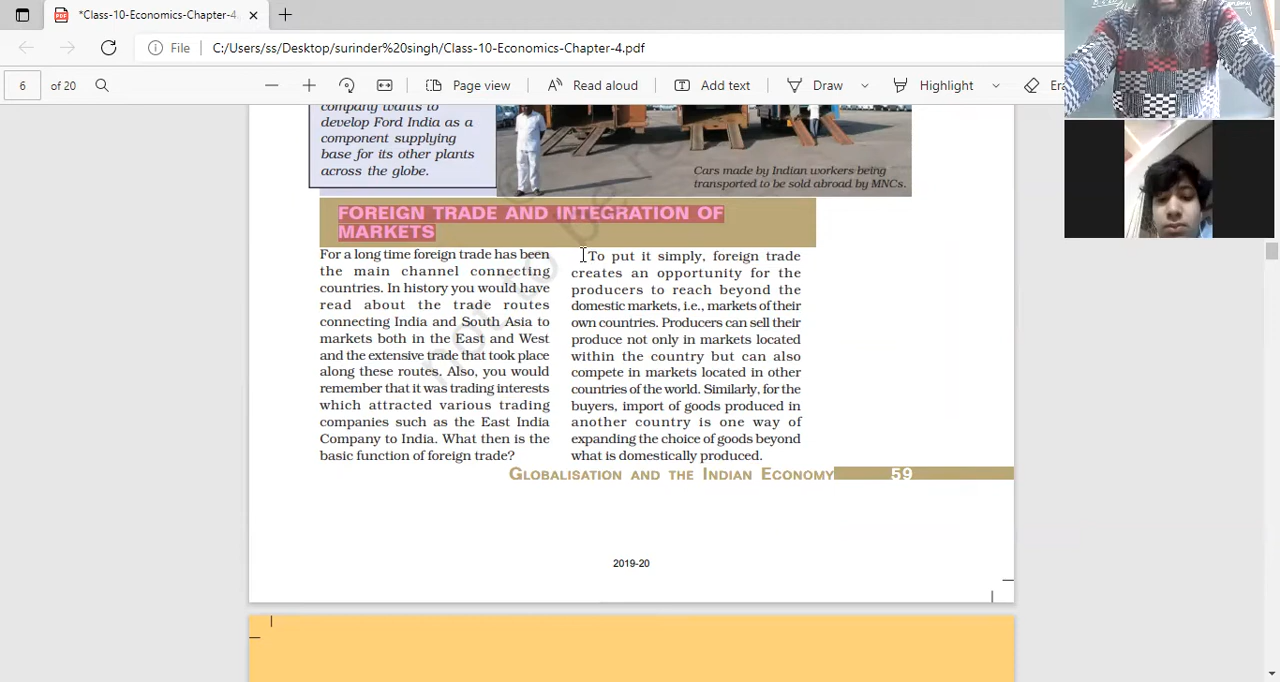 *Class-10-Economics-Chapter-4.
File
C:/Users/ss/Desktop/surinder%20singh/Class-10-Economics-Chapter-4.pdf
6 of 20
Page view
Read aloud
Add text
Draw
Highlight
company wants to
develop Ford India as a
component supplying
base for its other plants
across the globe.
Cars made by Indian workers being
transported to be sold abroad by MNCs.
FOREIGN TRADE AND INTEGRATION OF
MARKETS
For a long time foreign trade has been
the main channel connecting
countries. In history you would have
read about the trade routes
connecting India and South Asia to
markets both in the East and West
and the extensive trade that took place
along these routes. Also, you would
remember that it was trading interests
which attracted various trading
companies such as the East India
Company to India. What then is the
basic function of foreign trade?
To put it simply, foreign trade
creates an opportunity for the
producers to reach beyond the
domestic markets, i.e., markets of their
own countries. Producers can sell their
produce not only in markets located
within the country but can also
compete in markets located in other
countries of the world. Similarly, for the
buyers, import of goods produced in
another country is one way of
expanding the choice of goods beyond
what is domestically produced.
GLOBALISATION AND THE INDIAN ECONOMY 59
2019-20